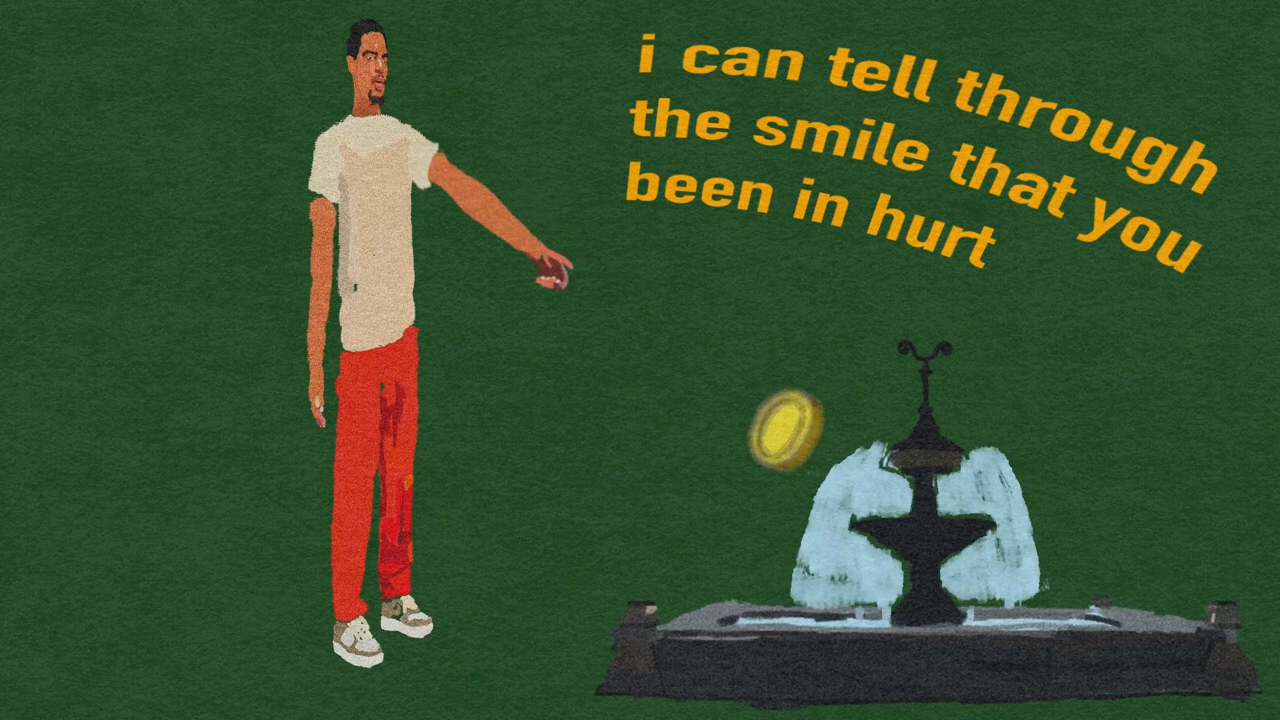 i can tell through
the smile that you
been in hurt